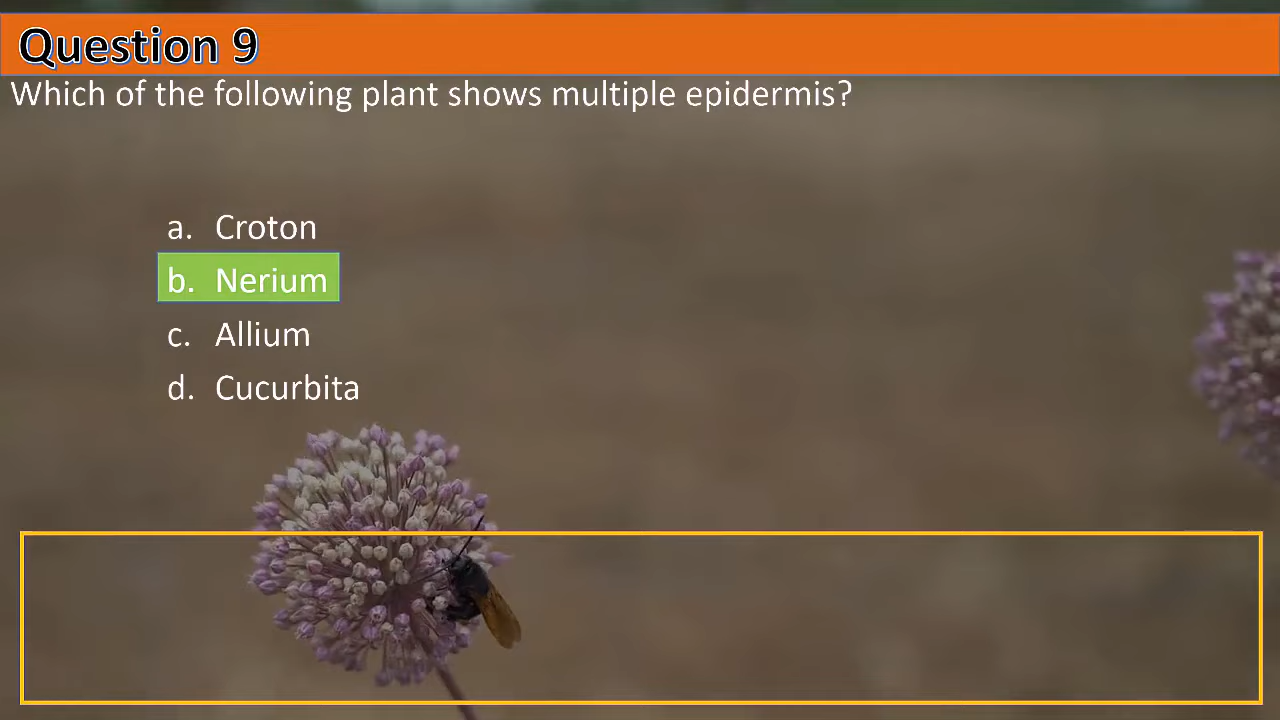 Question 9
Which of the following plant shows multiple epidermis?
a. Croton
b. Nerium
c. Allium
d. Cucurbita